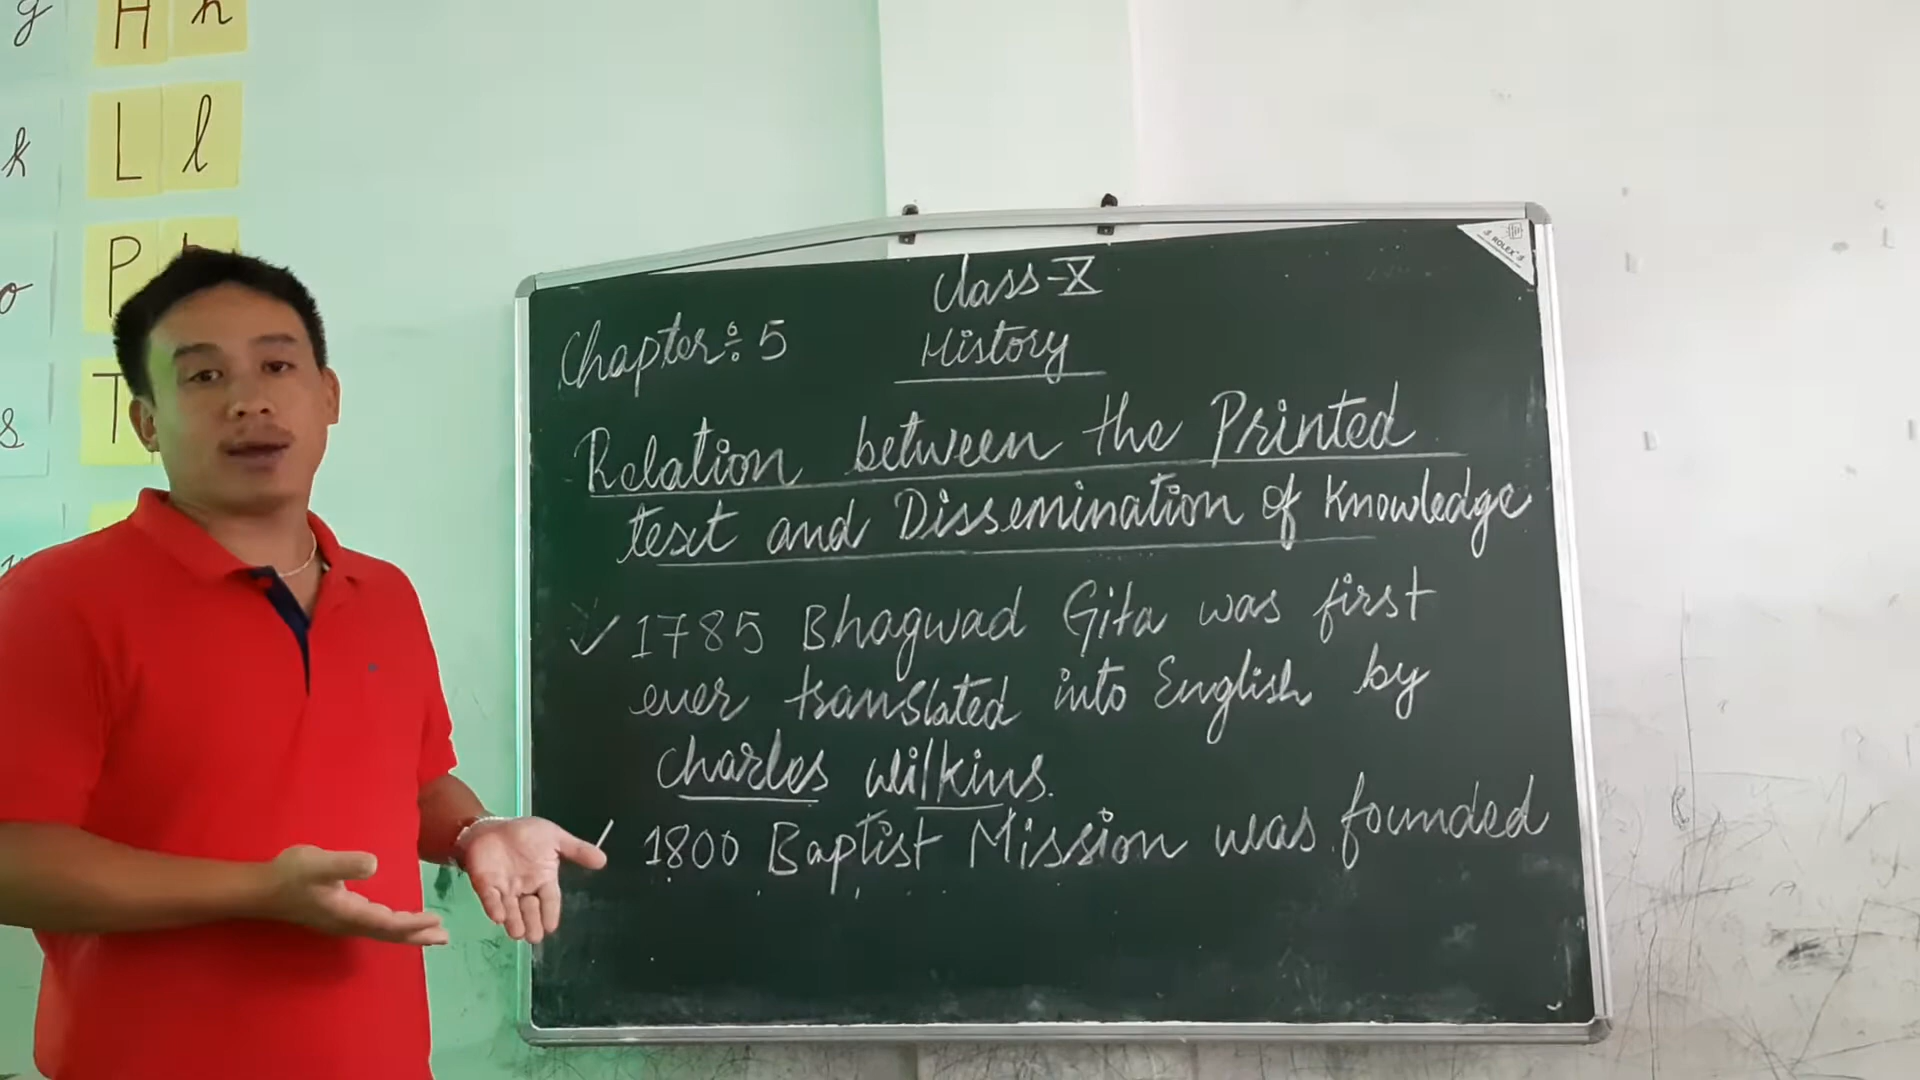 g H h
k L l
o P
s T
Class-X
Chapter÷5
History
Relation between the Printed
text and Dissemination of Knowledge
✓ 1785 Bhagwad Gita was first
ever translated into English by
Charles Wilkins.
✓ 1800 Baptist Mission was founded
ROLEX